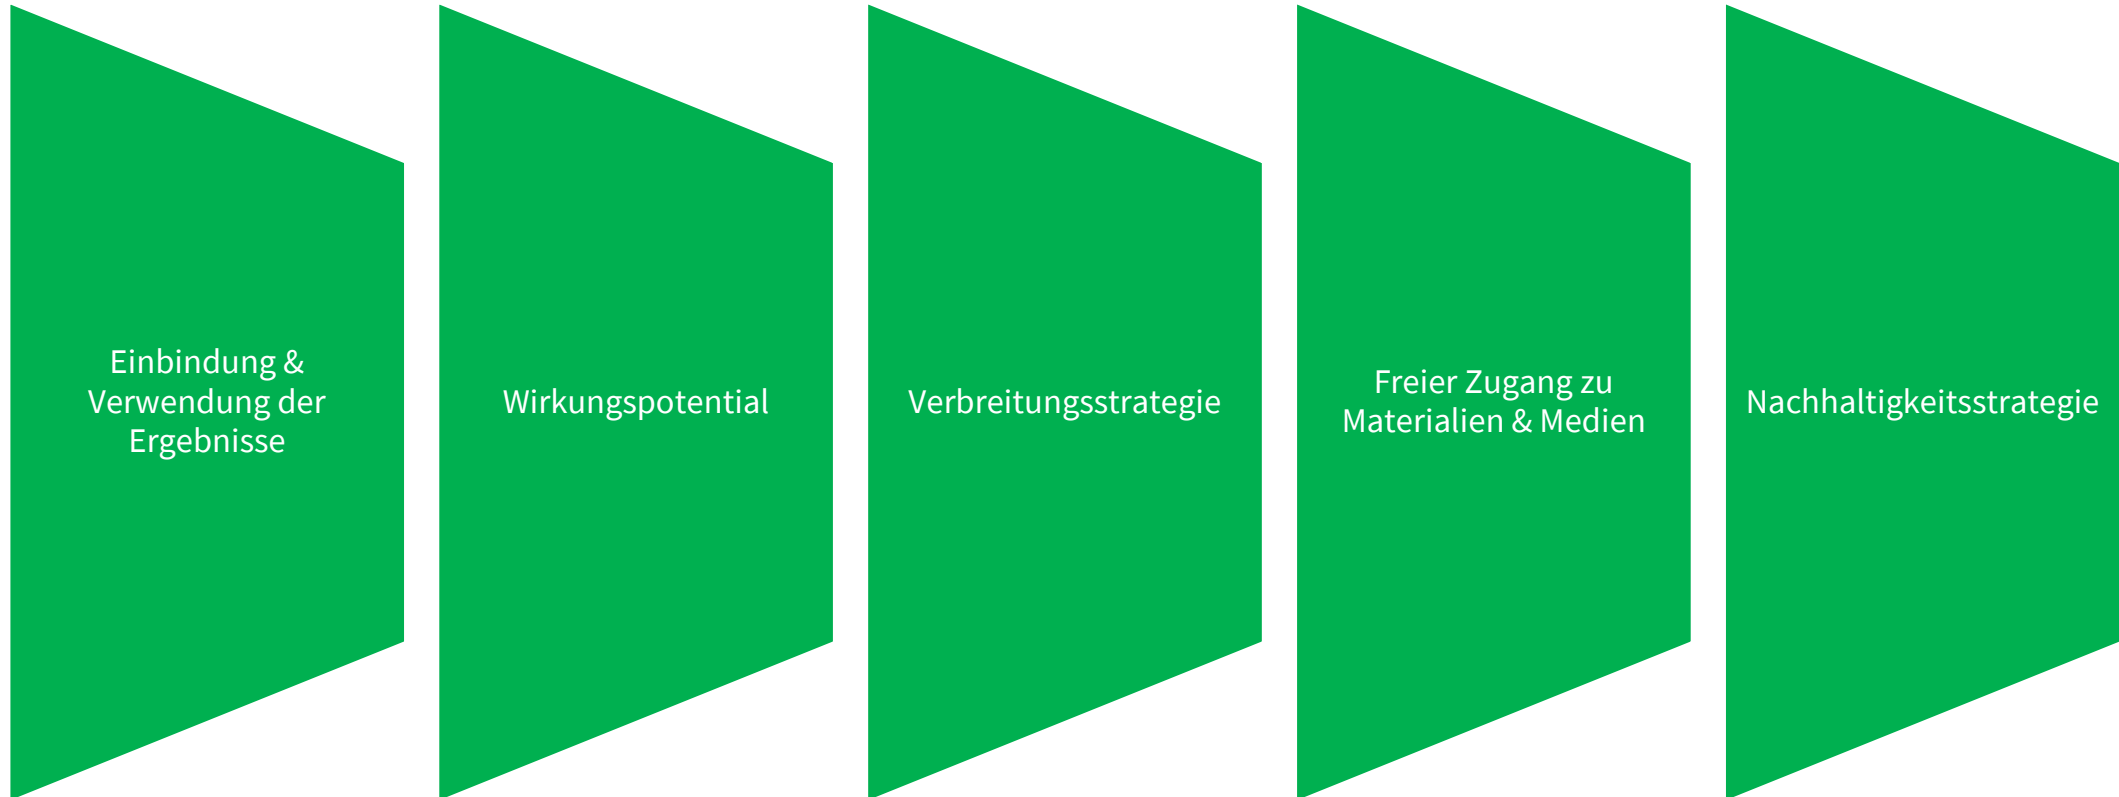 Einbindung &
Verwendung der
Ergebnisse
Wirkungspotential
Verbreitungsstrategie
Freier Zugang zu
Materialien & Medien
Nachhaltigkeitsstrategie